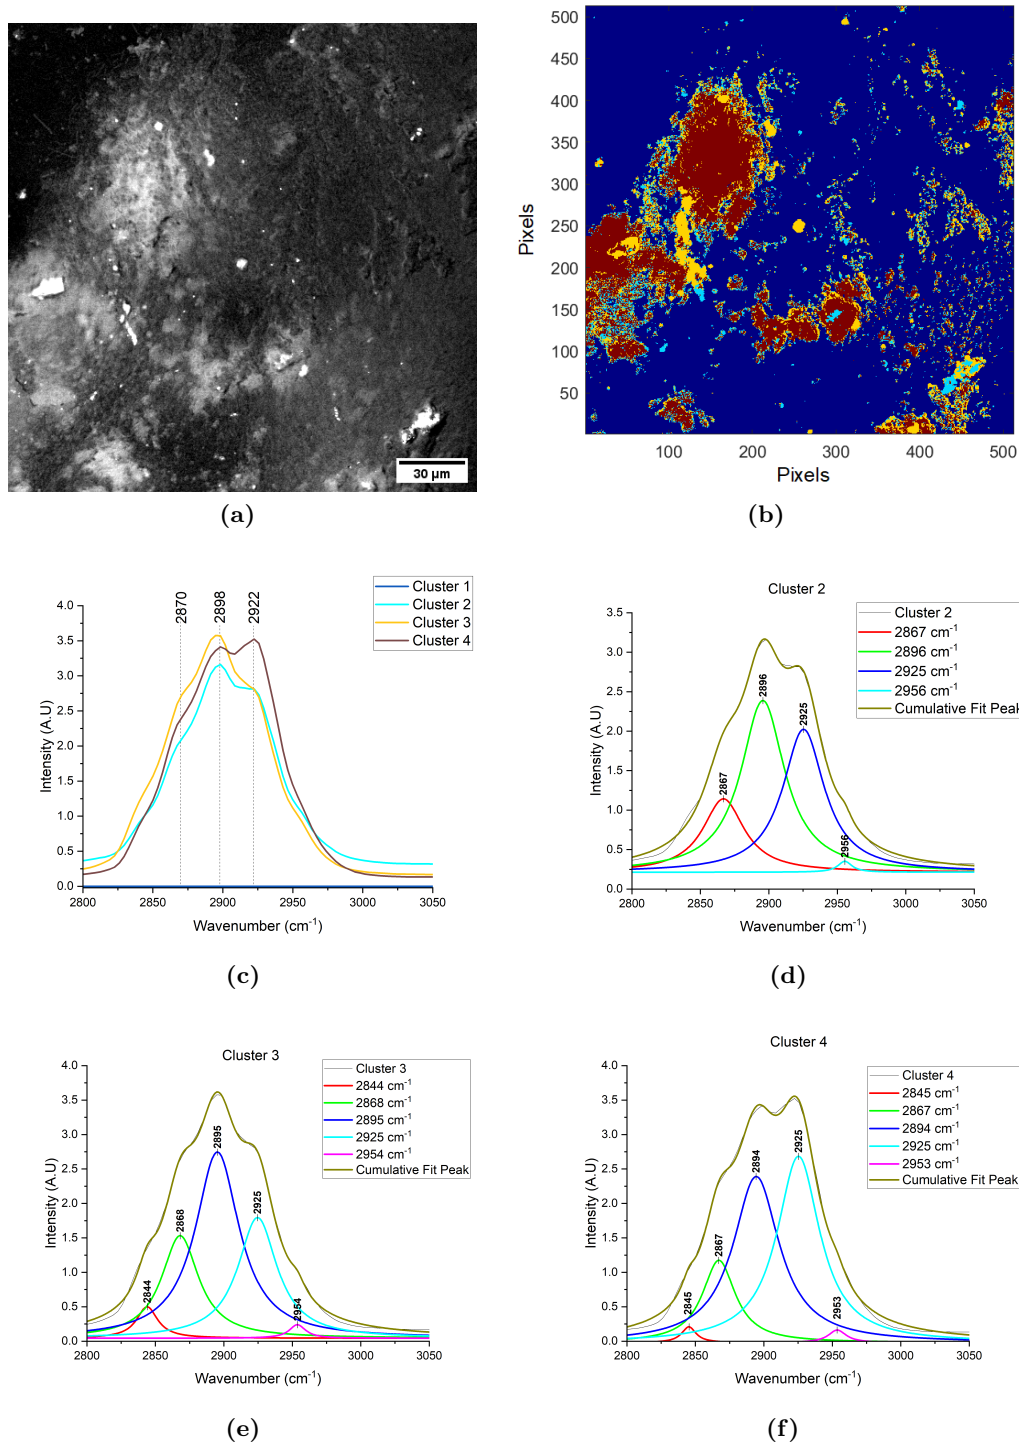 30 µm
(a)
500
450
400
350
300
250
200
150
100
50
Pixels
100 200 300 400 500
Pixels
(b)
2870 2898 2922
Cluster 1
Cluster 2
Cluster 3
Cluster 4
4.0
3.5
3.0
2.5
2.0
1.5
1.0
0.5
0.0
Intensity (A.U)
2800 2850 2900 2950 3000 3050
Wavenumber (cm-1)
(c)
Cluster 2
Cluster 2
2867 cm-1
2896 cm-1
2925 cm-1
2956 cm-1
Cumulative Fit Peak
3.5
3.0
2.5
2.0
1.5
1.0
0.5
0.0
Intensity (A.U)
2867
2896
2925
2956
2800 2850 2900 2950 3000 3050
Wavenumber (cm-1)
(d)
Cluster 3
Cluster 3
2844 cm-1
2868 cm-1
2895 cm-1
2925 cm-1
2954 cm-1
Cumulative Fit Peak
4.0
3.5
3.0
2.5
2.0
1.5
1.0
0.5
0.0
Intensity (A.U)
2844
2868
2895
2925
2954
2800 2850 2900 2950 3000 3050
Wavenumber (cm-1)
(e)
Cluster 4
Cluster 4
2845 cm-1
2867 cm-1
2894 cm-1
2925 cm-1
2953 cm-1
Cumulative Fit Peak
4.0
3.5
3.0
2.5
2.0
1.5
1.0
0.5
0.0
Intensity (A.U)
2845
2867
2894
2925
2953
2800 2850 2900 2950 3000 3050
Wavenumber (cm-1)
(f)